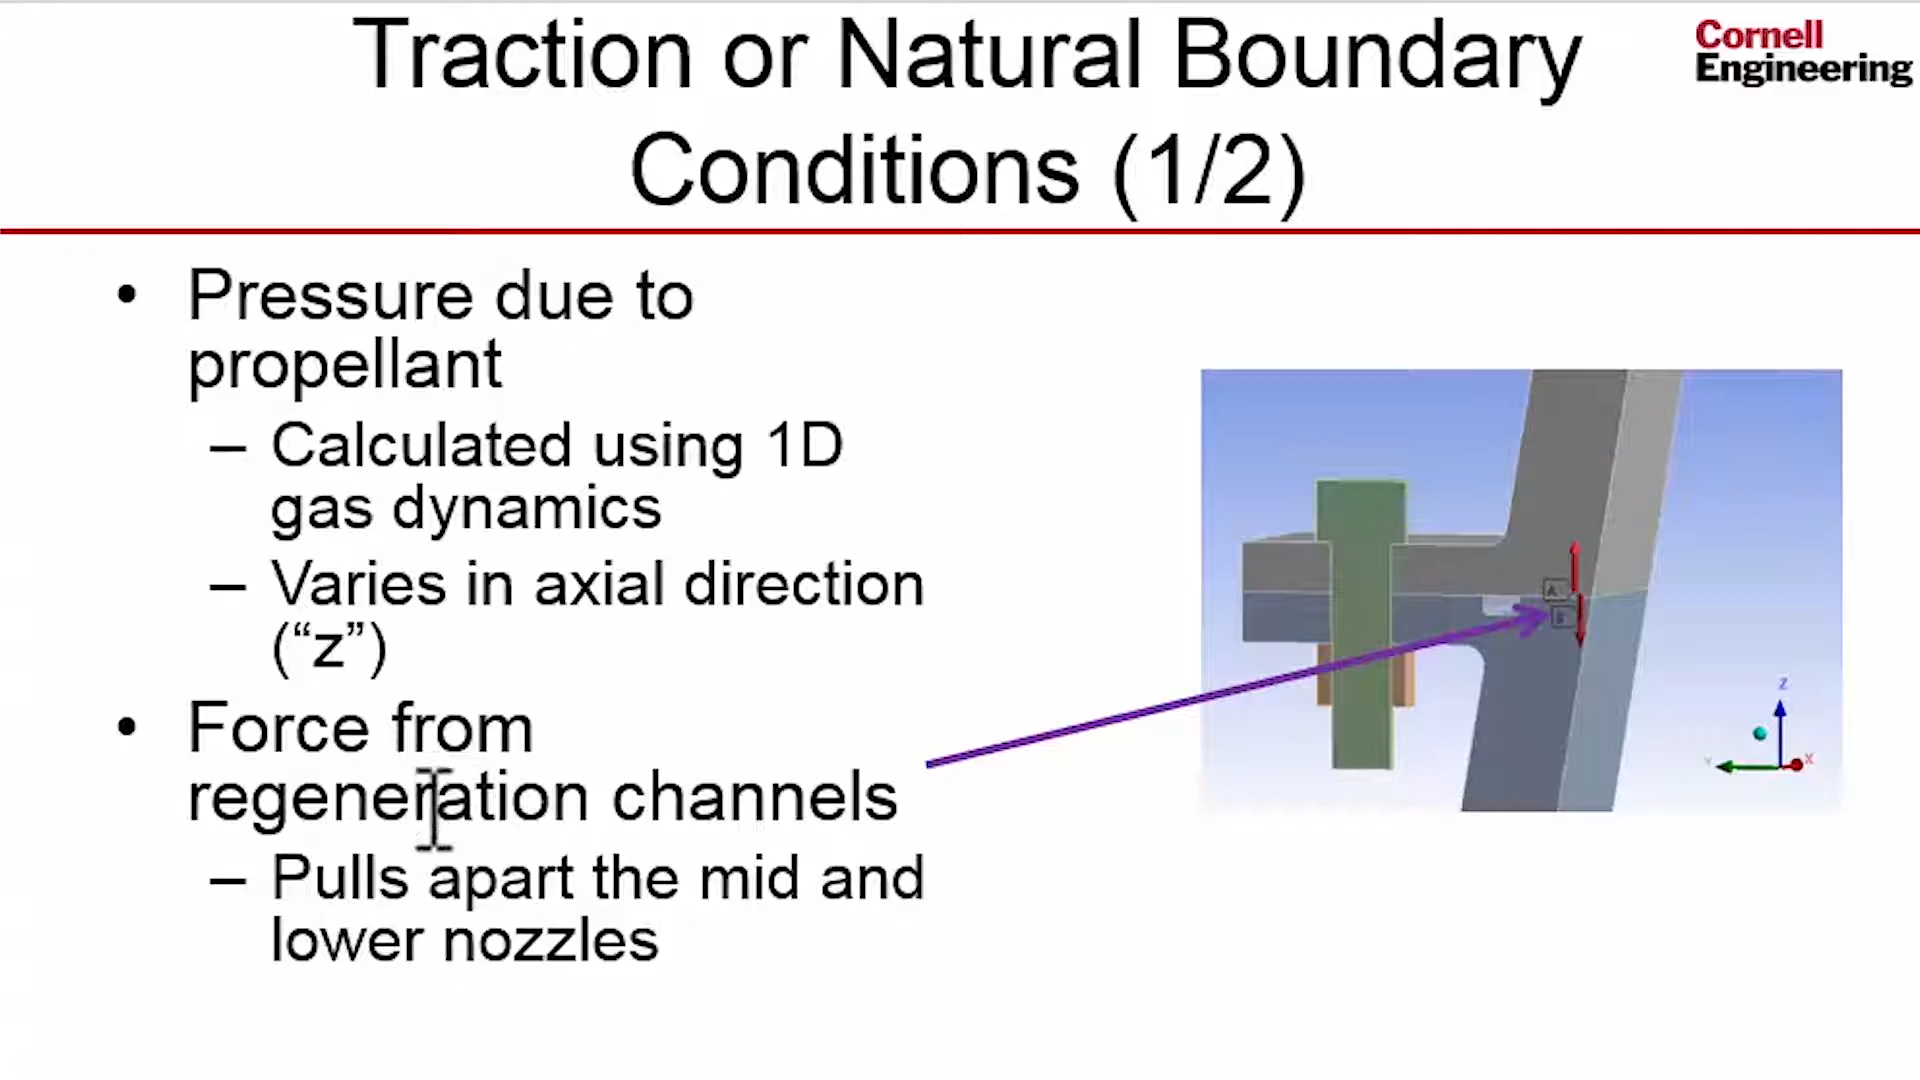 Traction or Natural Boundary
Conditions (1/2)
Cornell
Engineering
• Pressure due to
propellant
– Calculated using 1D
gas dynamics
– Varies in axial direction
(“z”)
• Force from
regeneration channels
– Pulls apart the mid and
lower nozzles
A
Z
Y
X